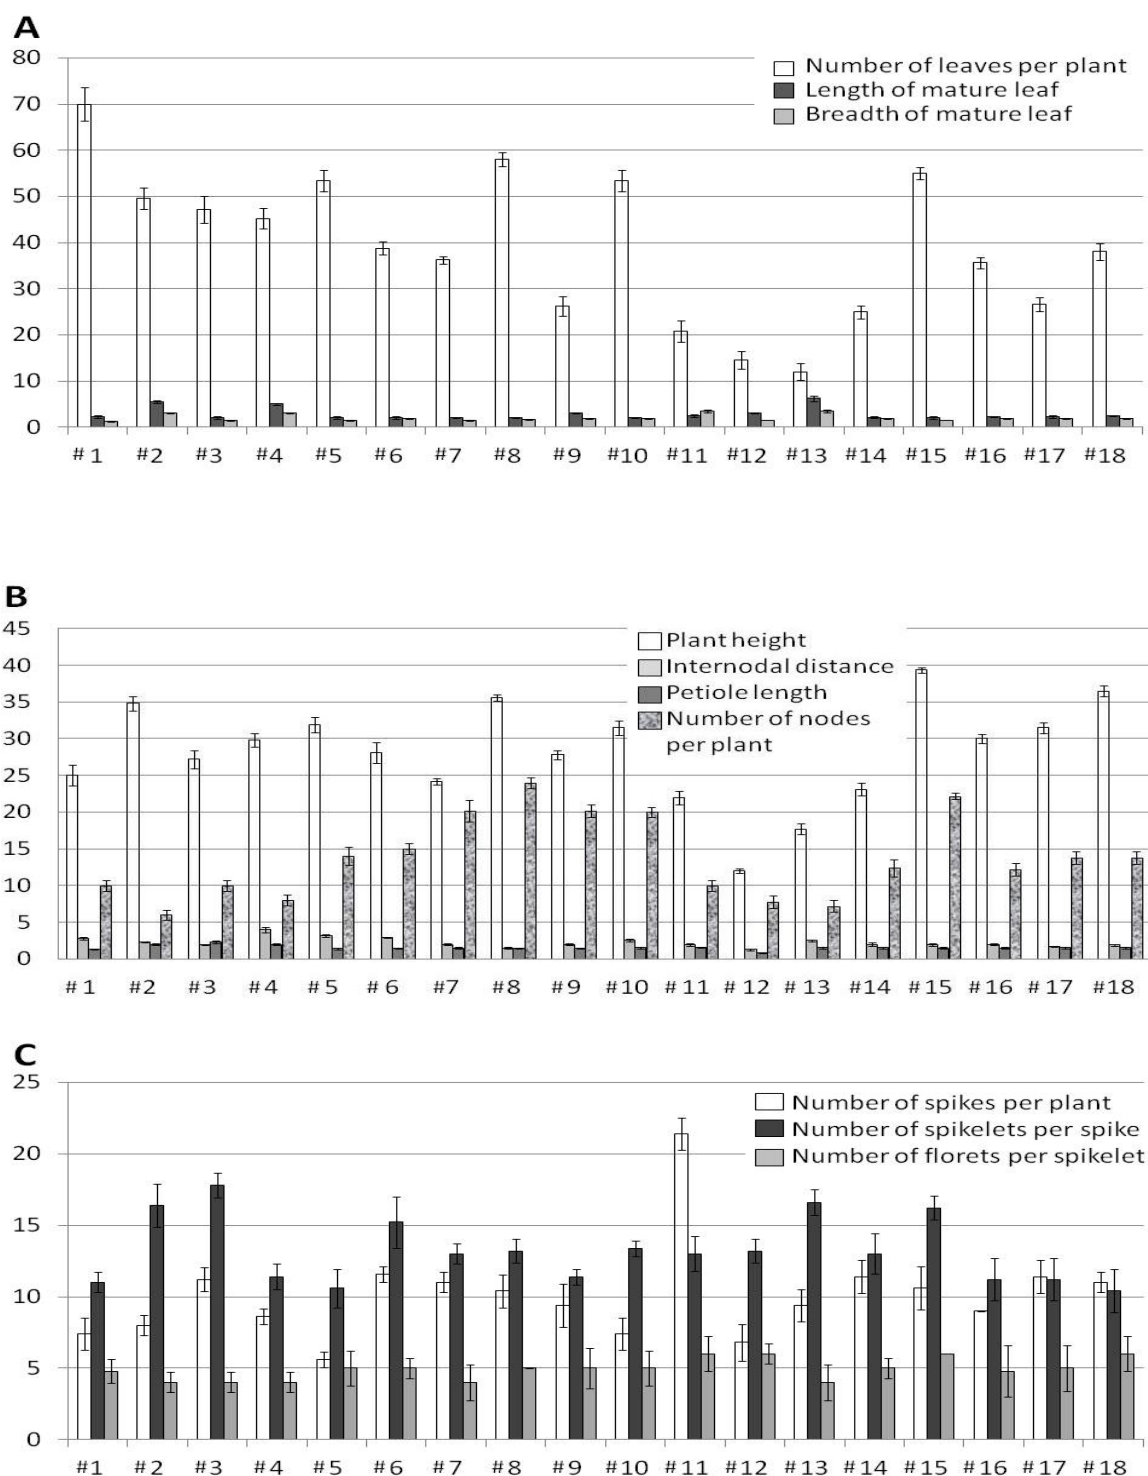 A
80
70
60
50
40
30
20
10
0
Number of leaves per plant
Length of mature leaf
Breadth of mature leaf
# 1 #2 #3 #4 #5 #6 #7 #8 #9 #10 #11 #12 #13 #14 #15 #16 #17 #18
B
45
40
35
30
25
20
15
10
5
0
Plant height
Internodal distance
Petiole length
Number of nodes
per plant
# 1 #2 #3 #4 # 5 # 6 #7 #8 #9 #10 # 11 # 12 # 13 #14 # 15 # 16 # 17 #18
C
25
20
15
10
5
0
Number of spikes per plant
Number of spikelets per spike
Number of florets per spikelet
#1 #2 #3 #4 #5 #6 #7 #8 #9 #10 #11 #12 #13 #14 #15 #16 #17 #18